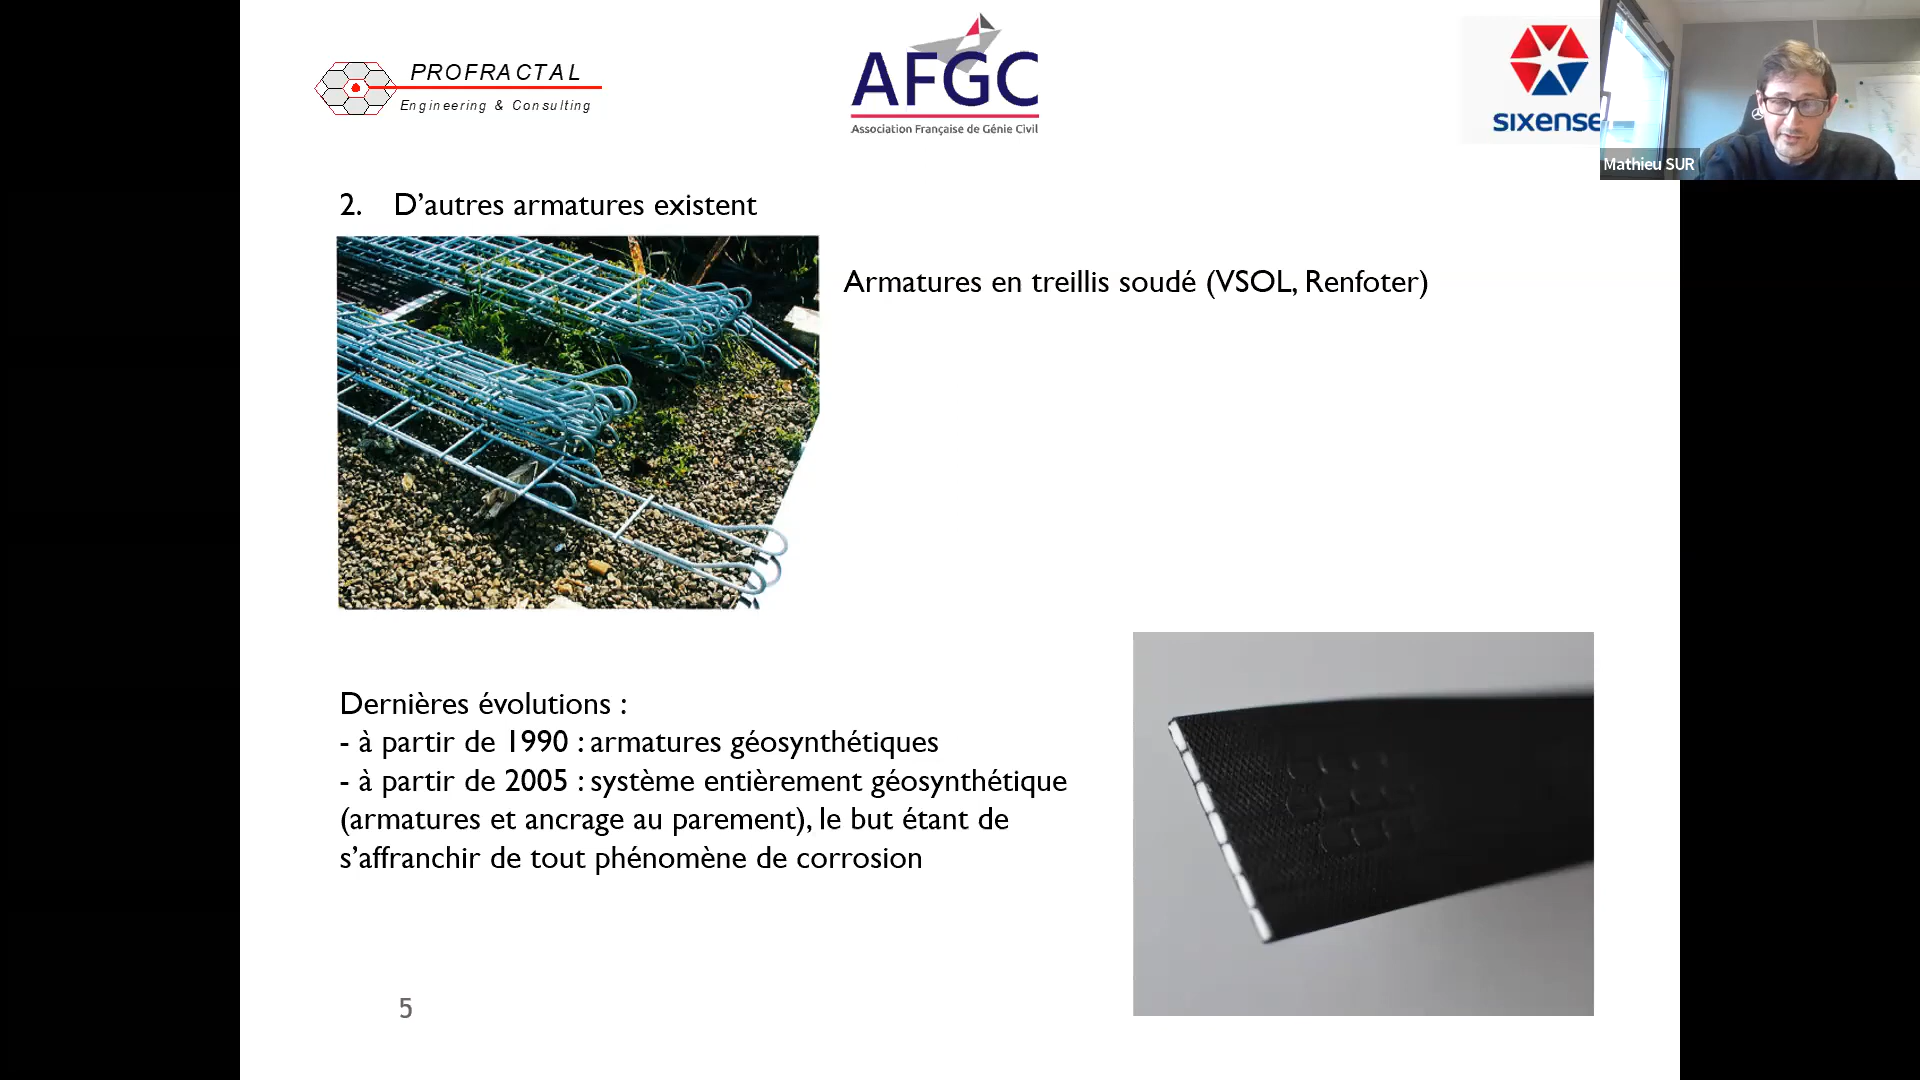 PROFRACTAL
Engineering & Consulting
AFGC
Association Française de Génie Civil
sixense
Mathieu SUR
2. D’autres armatures existent
Armatures en treillis soudé (VSOL, Renfoter)
Dernières évolutions :
- à partir de 1990 : armatures géosynthétiques
- à partir de 2005 : système entièrement géosynthétique
(armatures et ancrage au parement), le but étant de
s’affranchir de tout phénomène de corrosion
5